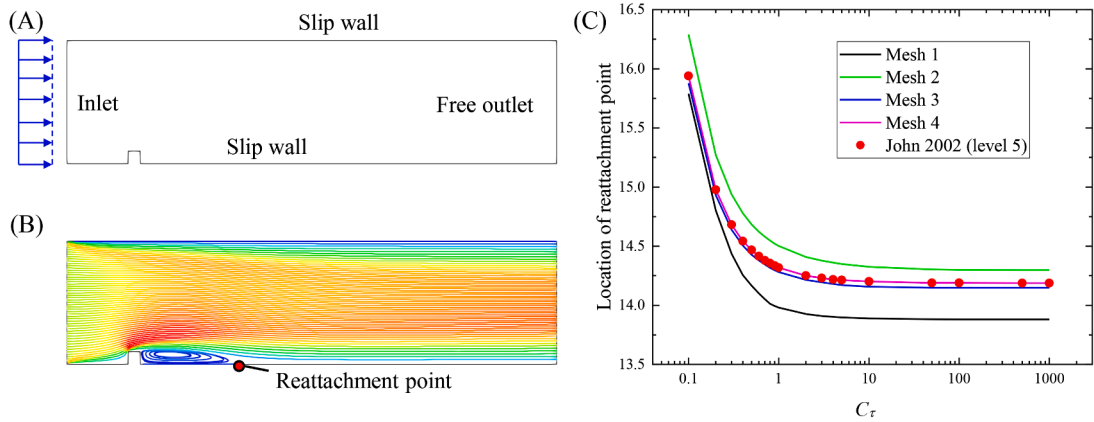 (A)
Slip wall
Inlet
Free outlet
Slip wall
(B)
Reattachment point
(C)
Location of reattachment point
16.5
16.0
15.5
15.0
14.5
14.0
13.5
0.1 1 10 100 1000
Cτ
Mesh 1
Mesh 2
Mesh 3
Mesh 4
John 2002 (level 5)